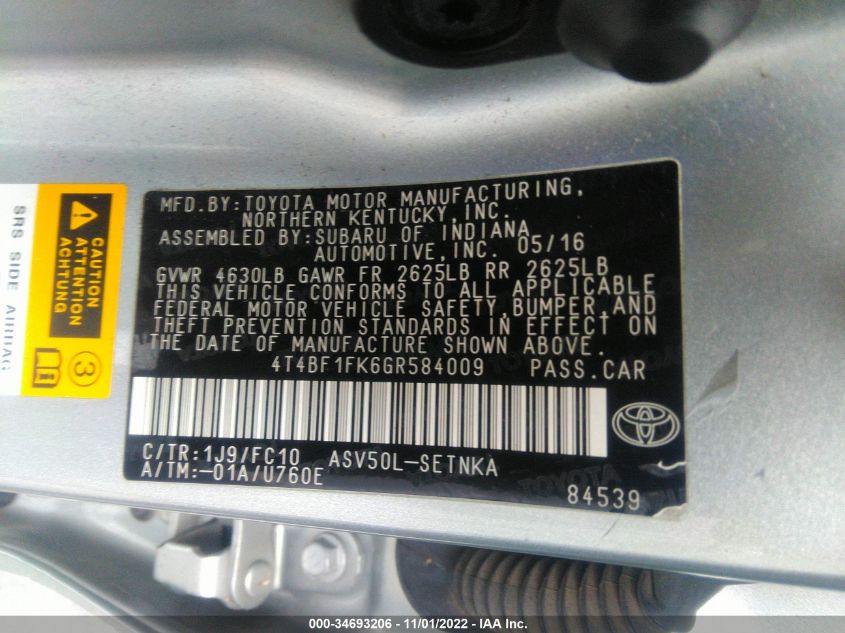 MFD.BY:TOYOTA MOTOR MANUFACTURING,
NORTHERN KENTUCKY,INC.
ASSEMBLED BY:SUBARU OF INDIANA
AUTOMOTIVE,INC. 05/16
GVWR 4630LB GAWR FR 2625LB RR 2625LB
THIS VEHICLE CONFORMS TO ALL APPLICABLE
FEDERAL MOTOR VEHICLE SAFETY,BUMPER,AND
THEFT PREVENTION STANDARDS IN EFFECT ON
THE DATE OF MANUFACTURE SHOWN ABOVE.
4T4BF1FK6GR584009 PASS.CAR
C/TR:1J9/FC10 ASV50L-SETNKA
A/TM:-01A/U760E
84539
CAUTION
ATTENTION
ACHTUNG
3
SRS SIDE AIRBAG
000-34693206 - 11/01/2022 - IAA Inc.